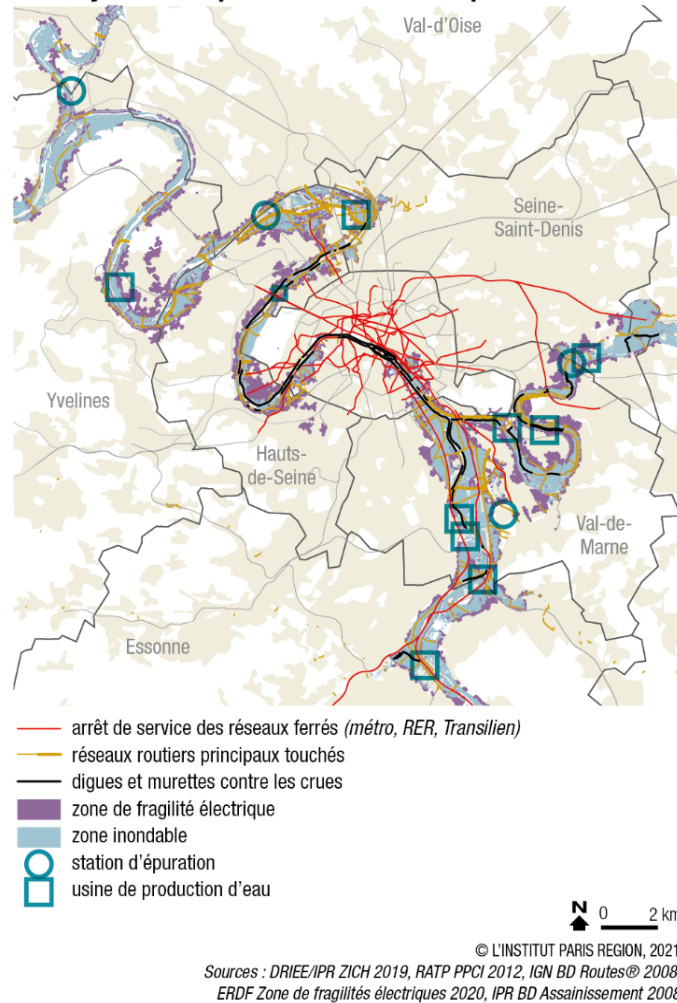 Val-d'Oise
Seine-
Saint-Denis
Yvelines
Hauts-
de-Seine
Val-de-
Marne
Essonne
arrêt de service des réseaux ferrés (métro, RER, Transilien)
réseaux routiers principaux touchés
digues et murettes contre les crues
zone de fragilité électrique
zone inondable
station d'épuration
usine de production d'eau
N 0 2 km
© L'INSTITUT PARIS REGION, 2021
Sources : DRIEE/IPR ZICH 2019, RATP PPCI 2012, IGN BD Routes® 2008
ERDF Zone de fragilités électriques 2020, IPR BD Assainissement 2008